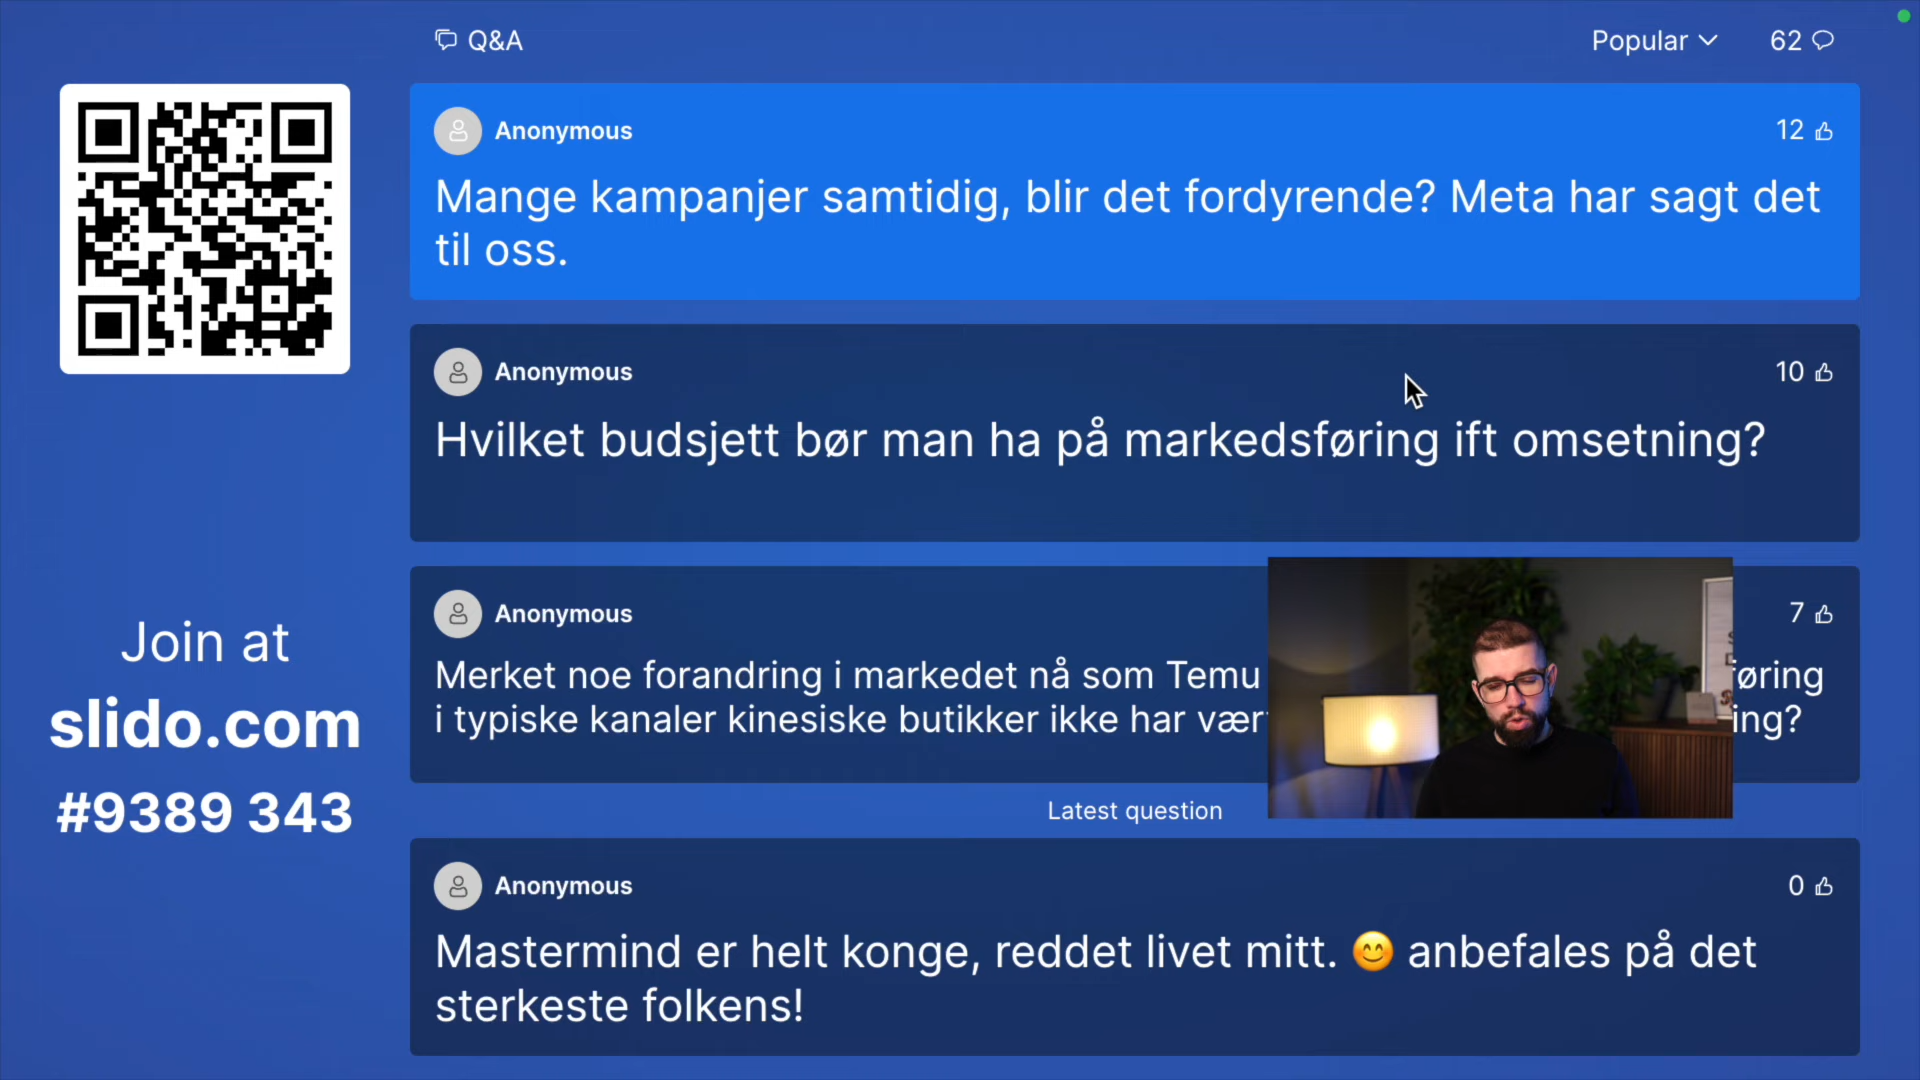 Q&A
Popular
62
Anonymous
12
Mange kampanjer samtidig, blir det fordyrende? Meta har sagt det
til oss.
Anonymous
10
Hvilket budsjett bør man ha på markedsføring ift omsetning?
Anonymous
7
Merket noe forandring i markedet nå som Temu
i typiske kanaler kinesiske butikker ikke har
Latest question
Anonymous
0
Mastermind er helt konge, reddet livet mitt. 😊 anbefales på det
sterkeste folkens!
Join at
slido.com
#9389 343